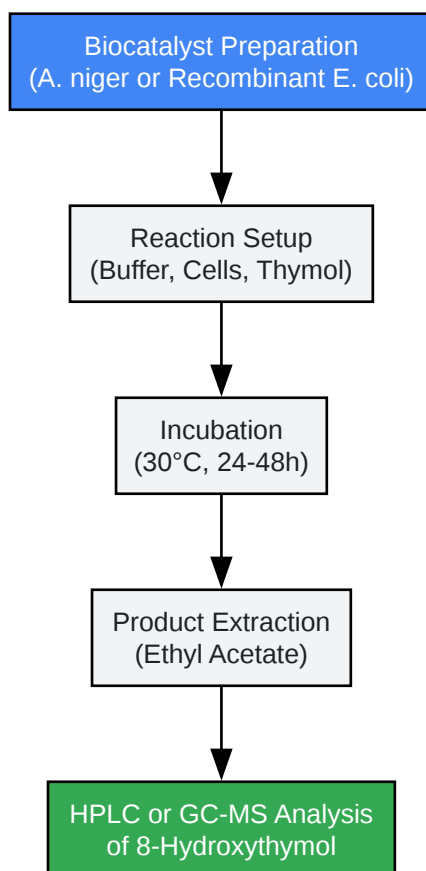 Biocatalyst Preparation
(A. niger or Recombinant E. coli)
Reaction Setup
(Buffer, Cells, Thymol)
Incubation
(30°C, 24-48h)
Product Extraction
(Ethyl Acetate)
HPLC or GC-MS Analysis
of 8-Hydroxythymol